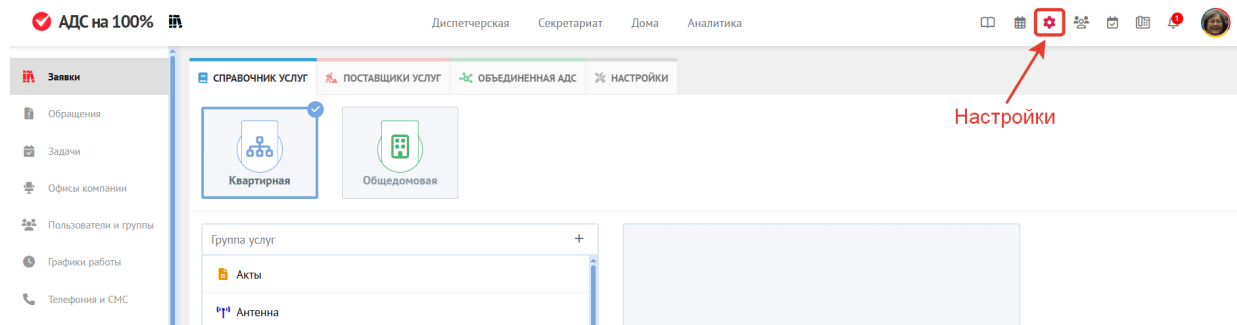 АДС на 100%
Диспетчерская Секретариат Дома Аналитика
1
Заявки
СПРАВОЧНИК УСЛУГ ПОСТАВЩИКИ УСЛУГ ОБЪЕДИНЕННАЯ АДС НАСТРОЙКИ
Обращения
Настройки
Задачи
Квартирная Общедомовая
Офисы компании
Пользователи и группы
Группа услуг +
Графики работы
Акты
Телефония и СМС
Антенна